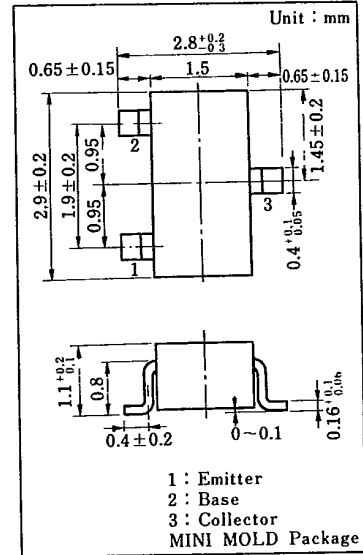 Unit : mm
2.8 +0.2 -0.3
0.65±0.15
1.5
0.65±0.15
2
3
1
2.9±0.2
1.9±0.2
0.95
0.95
1.45±0.2
0.4 +0.1 -0.05
1.1 +0.2 -0.1
0.8
0.4±0.2
0~0.1
0.16 +0.1 -0.06
1 : Emitter
2 : Base
3 : Collector
MINI MOLD Package